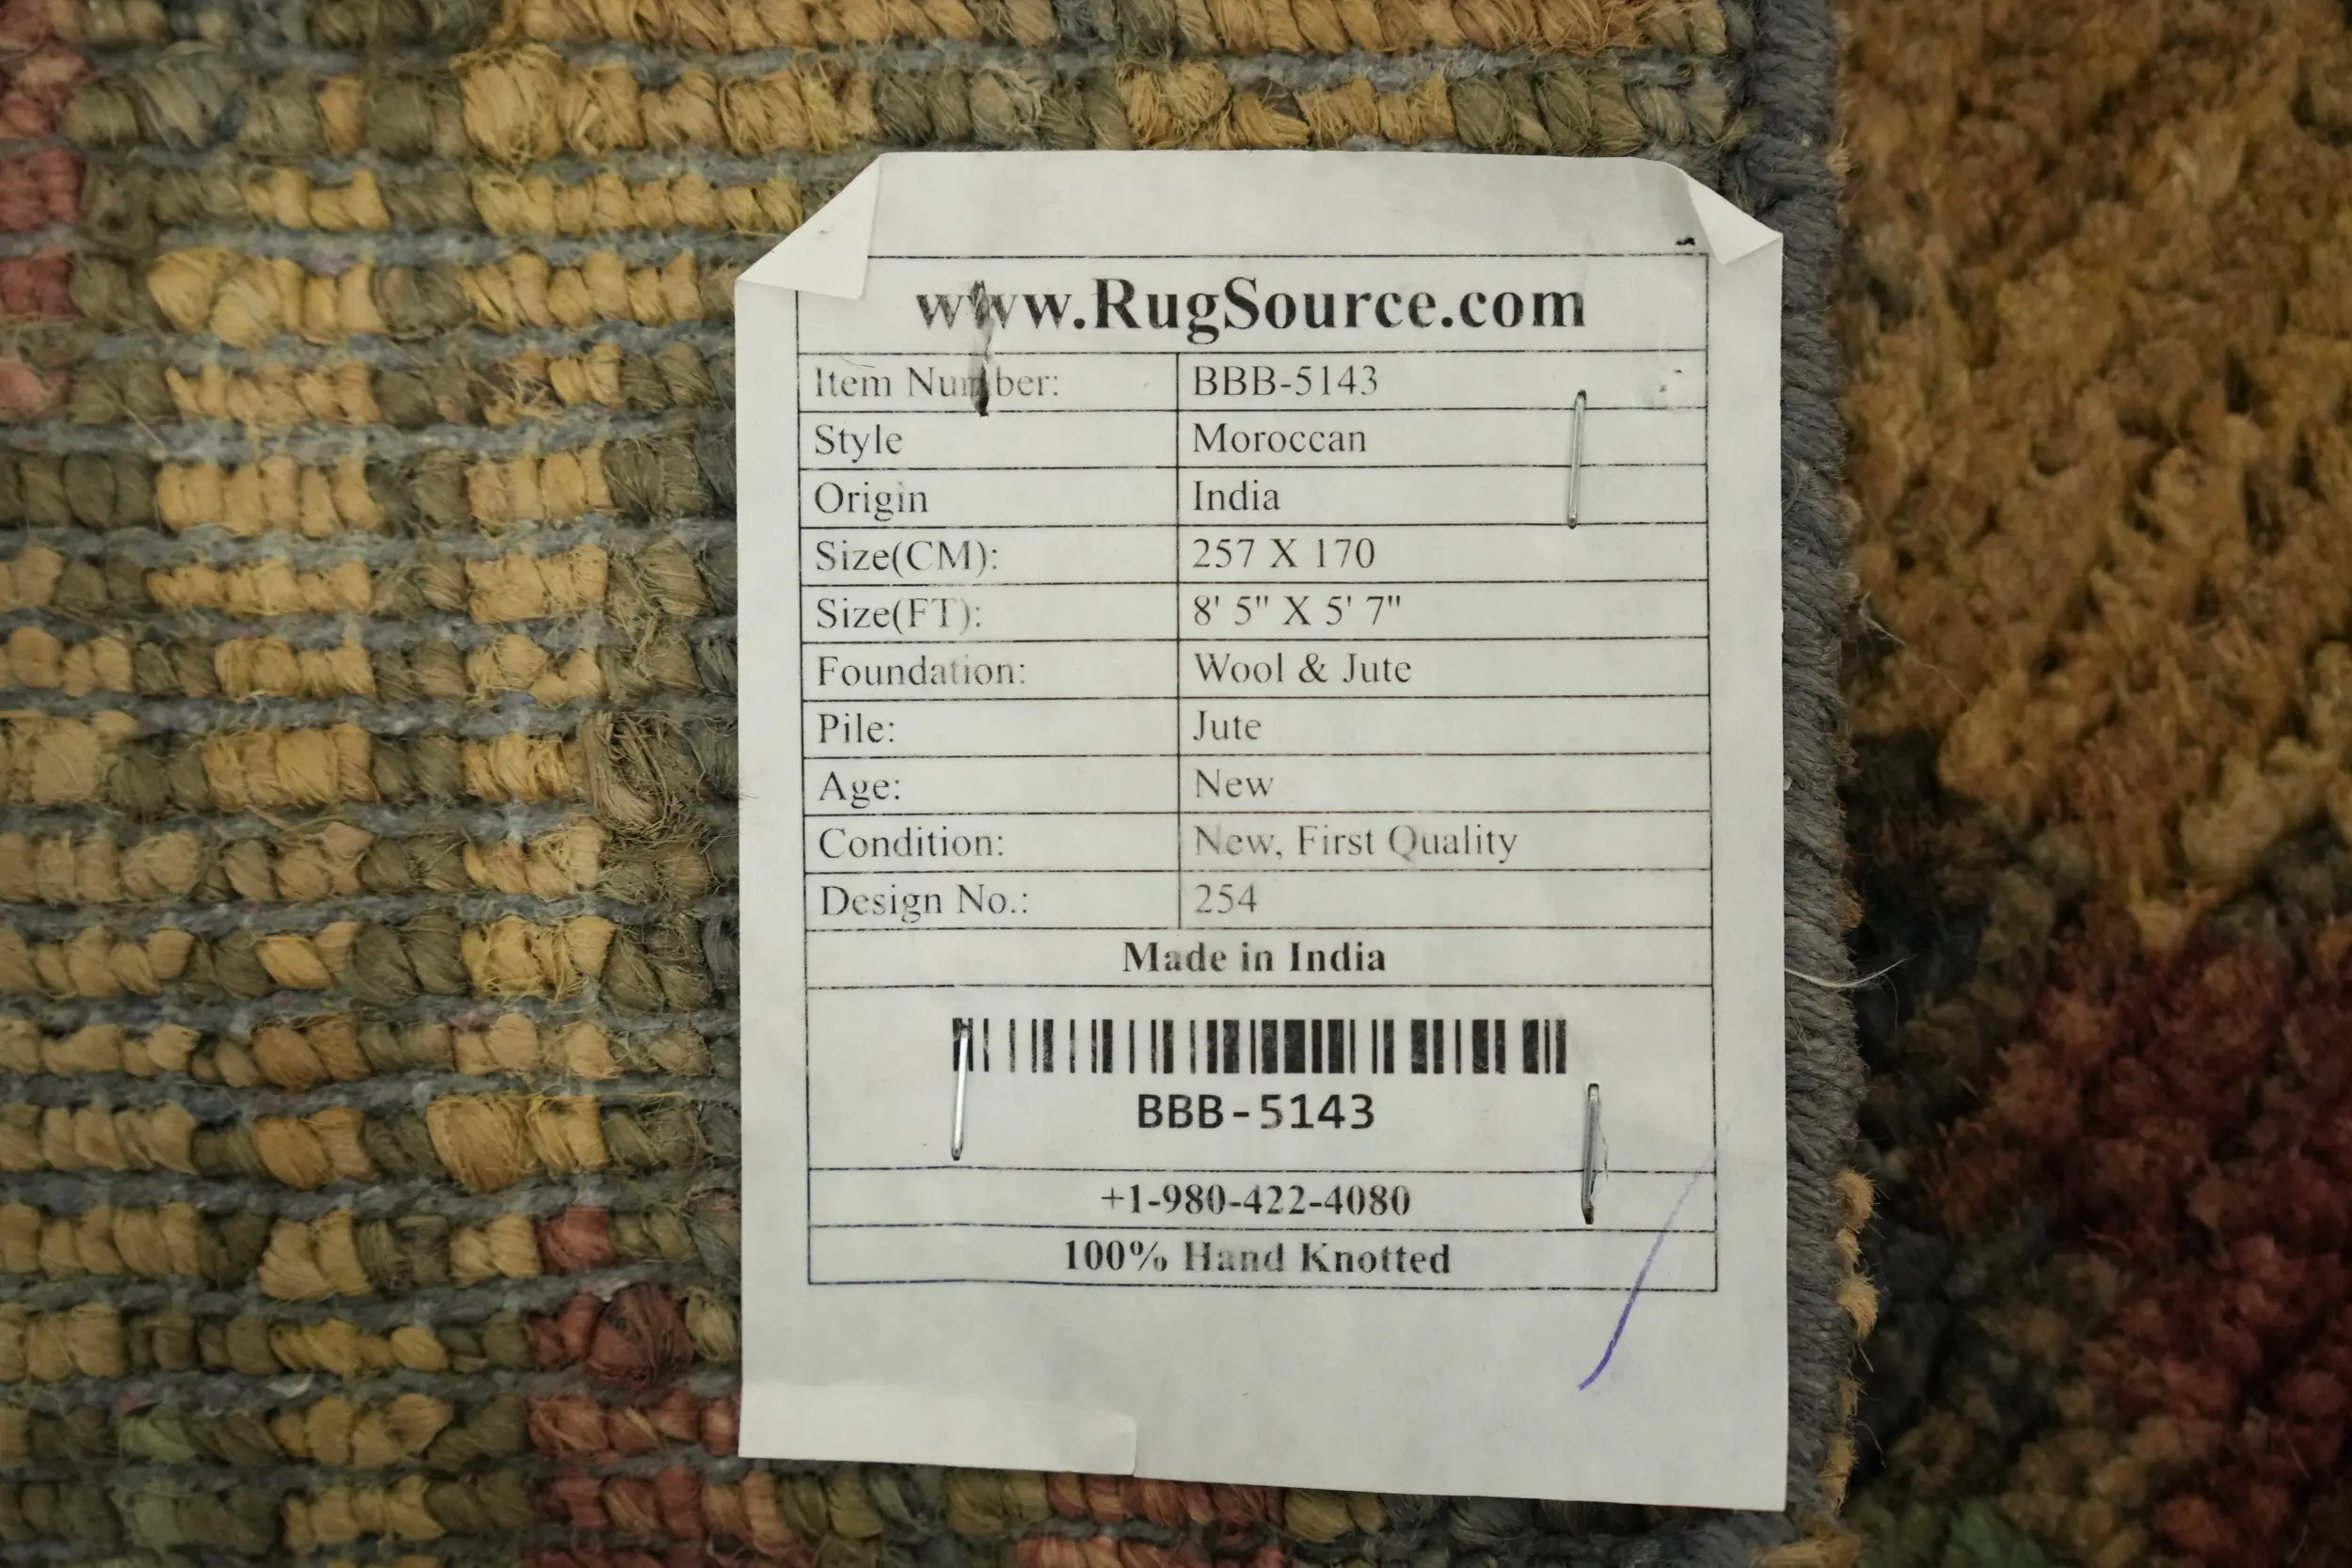 www.RugSource.com
Item Number: BBB-5143
Style Moroccan
Origin India
Size(CM): 257 X 170
Size(FT): 8' 5" X 5' 7"
Foundation: Wool & Jute
Pile: Jute
Age: New
Condition: New, First Quality
Design No.: 254
Made in India
BBB-5143
+1-980-422-4080
100% Hand Knotted